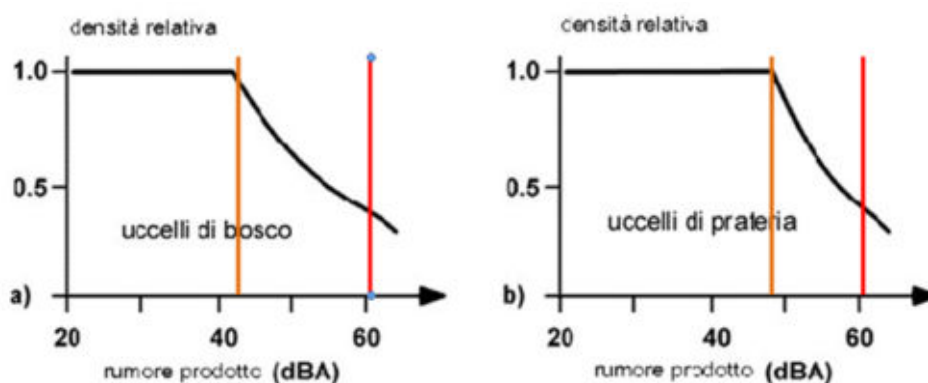 densità relativa
1.0
0.5
uccelli di bosco
a)
20 40 60
rumore prodotto (dBA)
densità relativa
1.0
0.5
uccelli di prateria
b)
20 40 60
rumore prodotto (dBA)